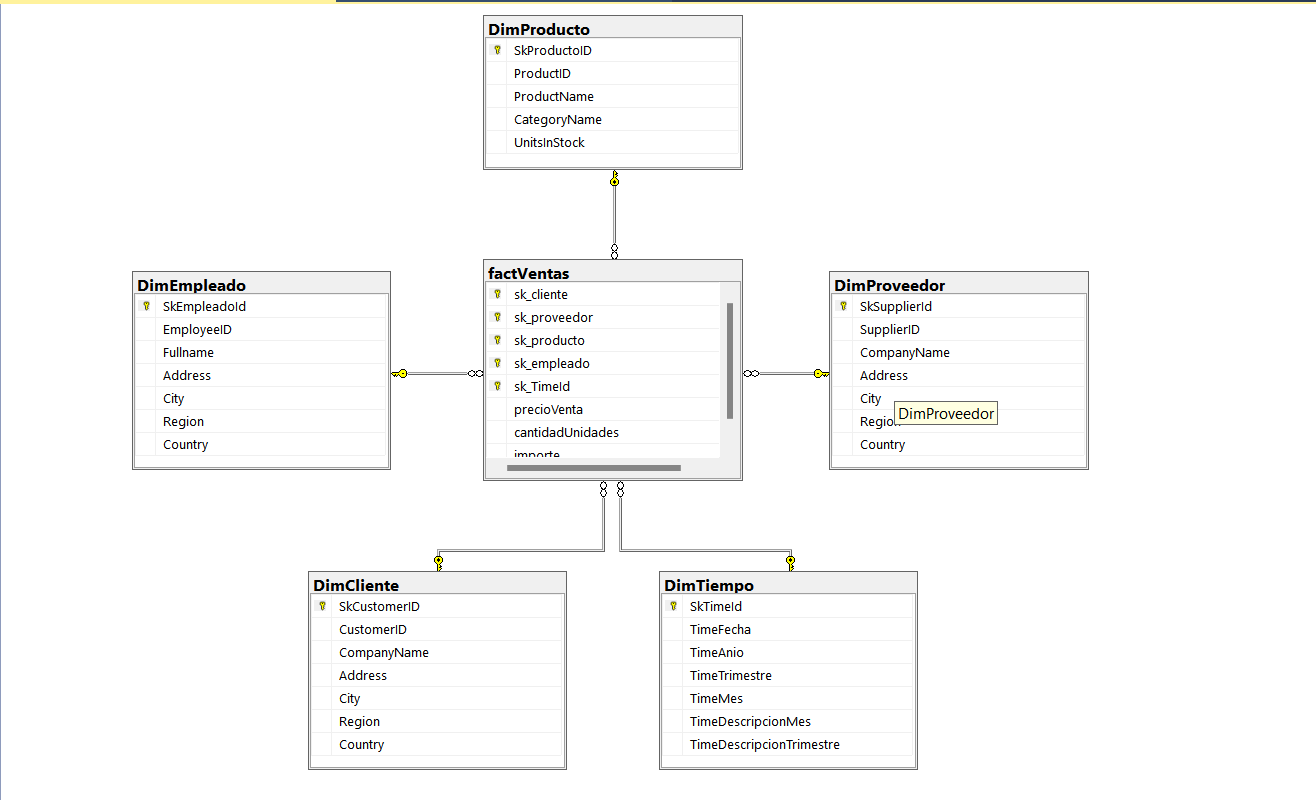 DimProducto
SkProductoID
ProductID
ProductName
CategoryName
UnitsInStock
DimEmpleado
SkEmpleadoId
EmployeeID
Fullname
Address
City
Region
Country
factVentas
sk_cliente
sk_proveedor
sk_producto
sk_empleado
sk_TimeId
precioVenta
cantidadUnidades
importe
DimProveedor
SkSupplierId
SupplierID
CompanyName
Address
City
DimProveedor
Region
Country
DimCliente
SkCustomerID
CustomerID
CompanyName
Address
City
Region
Country
DimTiempo
SkTimeId
TimeFecha
TimeAnio
TimeTrimestre
TimeMes
TimeDescripcionMes
TimeDescripcionTrimestre